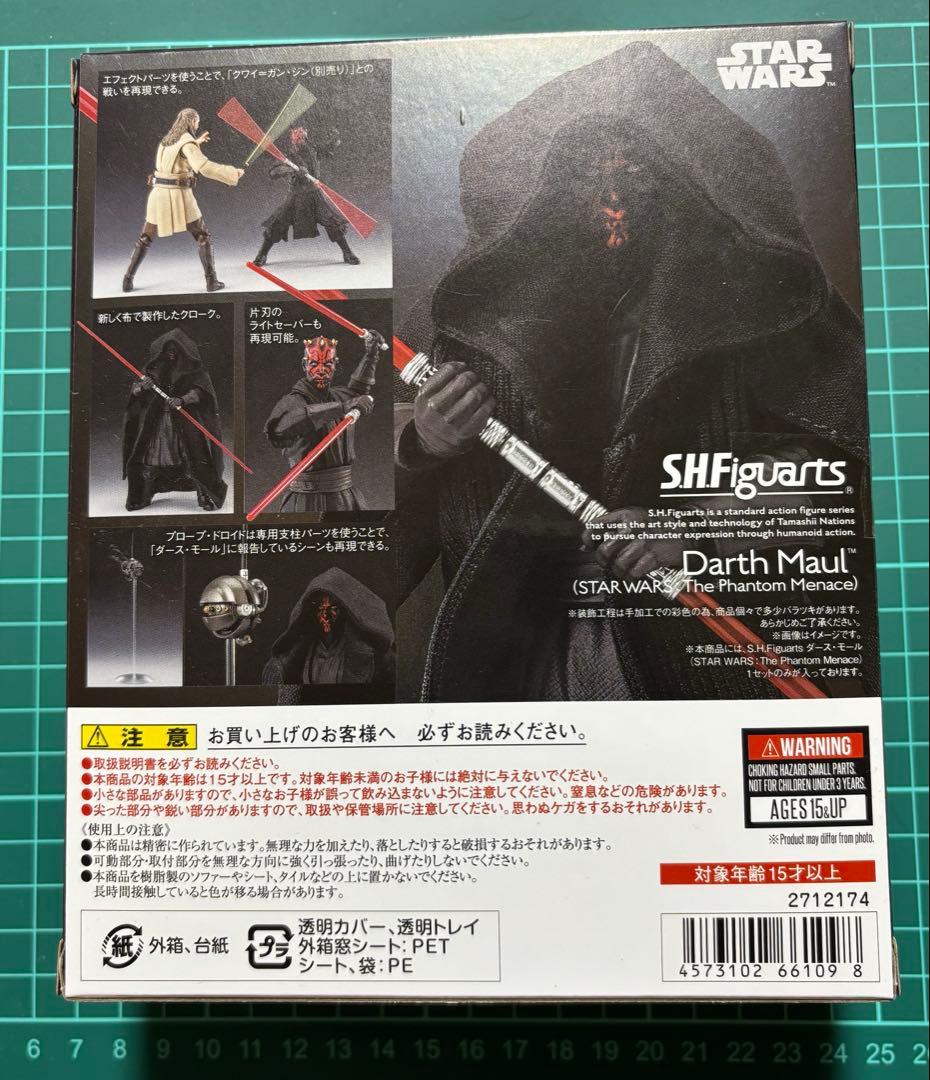 エフェクトパーツを使うことで、「クワイ=ガン・ジン(別売り)」との
戦いを再現できる。
STAR
WARS™
新しく布で製作したクローク。
片刃の
ライトセーバーも
再現可能。
プローブ・ドロイドは専用支柱パーツを使うことで、
「ダース・モール」に報告しているシーンも再現できる。
S.H.Figuarts®
S.H.Figuarts is a standard action figure series
that uses the art style and technology of Tamashii Nations
to pursue character expression through humanoid action.
Darth Maul™
(STAR WARS: The Phantom Menace)
※装飾工程は手加工での彩色の為、商品個々で多少バラツキがあります。
あらかじめご了承ください。
※画像はイメージです。
※本商品には、S.H.Figuarts ダース・モール
(STAR WARS:The Phantom Menace)
1セットのみが入っております。
注意 お買い上げのお客様へ 必ずお読みください。
●取扱説明書を必ずお読みください。
●本商品の対象年齢は15才以上です。対象年齢未満のお子様には絶対に与えないでください。
●小さな部品がありますので、小さなお子様が誤って飲み込まないように注意してください。窒息などの危険があります。
●尖った部分や鋭い部分がありますので、取扱や保管場所に注意してください。思わぬケガをするおそれがあります。
《使用上の注意》
●本商品は精密に作られています。無理な力を加えたり、落としたりすると破損するおそれがあります。
●可動部分・取付部分を無理な方向に強く引っ張ったり、曲げたりしないでください。
●本商品を樹脂製のソファーやシート、タイルなどの上に置かないでください。
長時間接触していると色が移る場合があります。
WARNING
CHOKING HAZARD SMALL PARTS.
NOT FOR CHILDREN UNDER 3 YEARS.
AGES 15 & UP
※Product may differ from photo.
対象年齢15才以上
2712174
紙 外箱、台紙
プラ 透明カバー、透明トレイ
外箱窓シート:PET
シート、袋:PE
4573102 66109 8
6 7 8 9 10 11 12 13 14 15 16 17 18 19 20 21 22 23 24 25